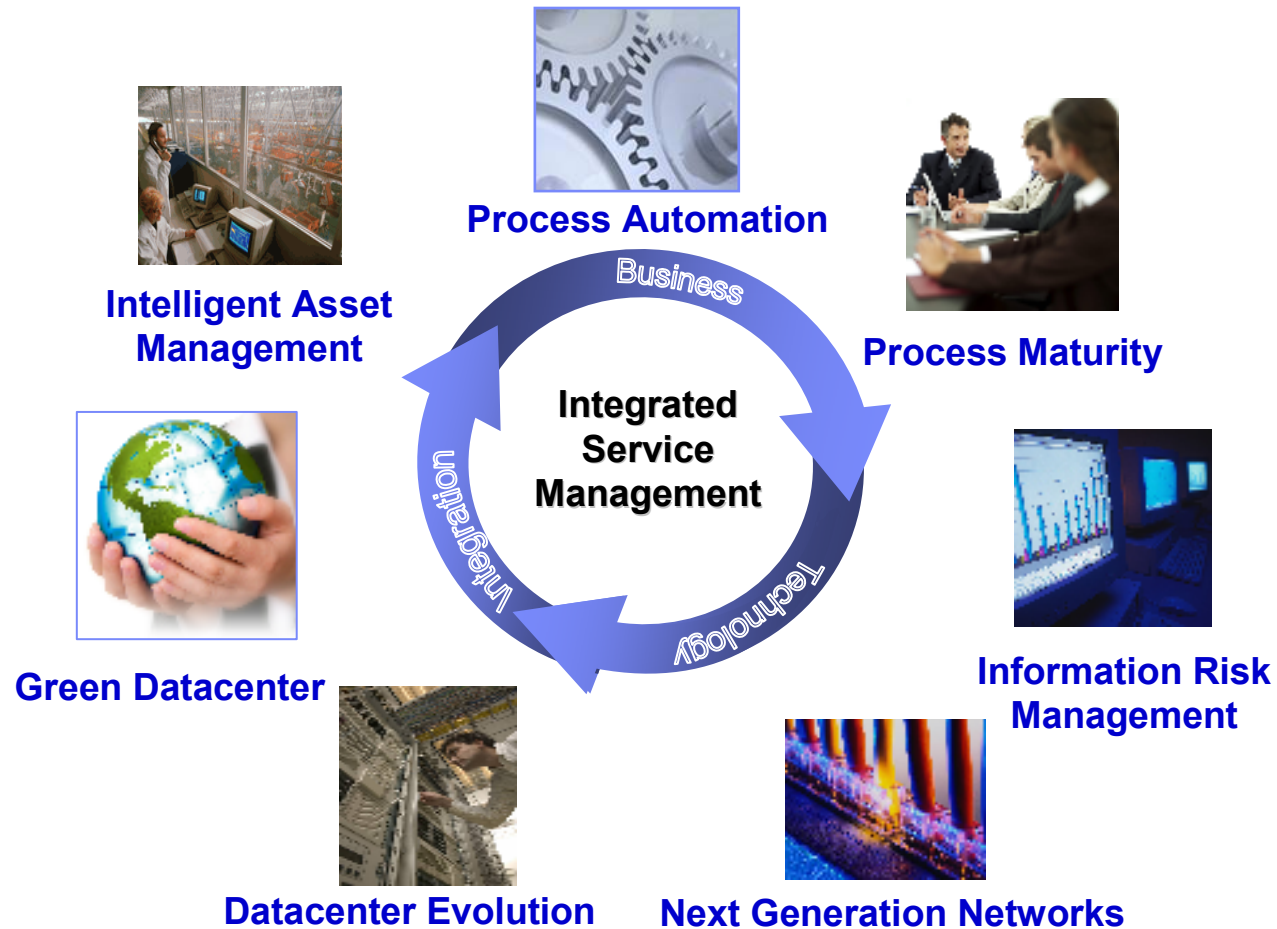 Process Automation
Business
Intelligent Asset
Management
Process Maturity
Integrated
Service
Management
Integration
Technology
Green Datacenter
Information Risk
Management
Datacenter Evolution
Next Generation Networks